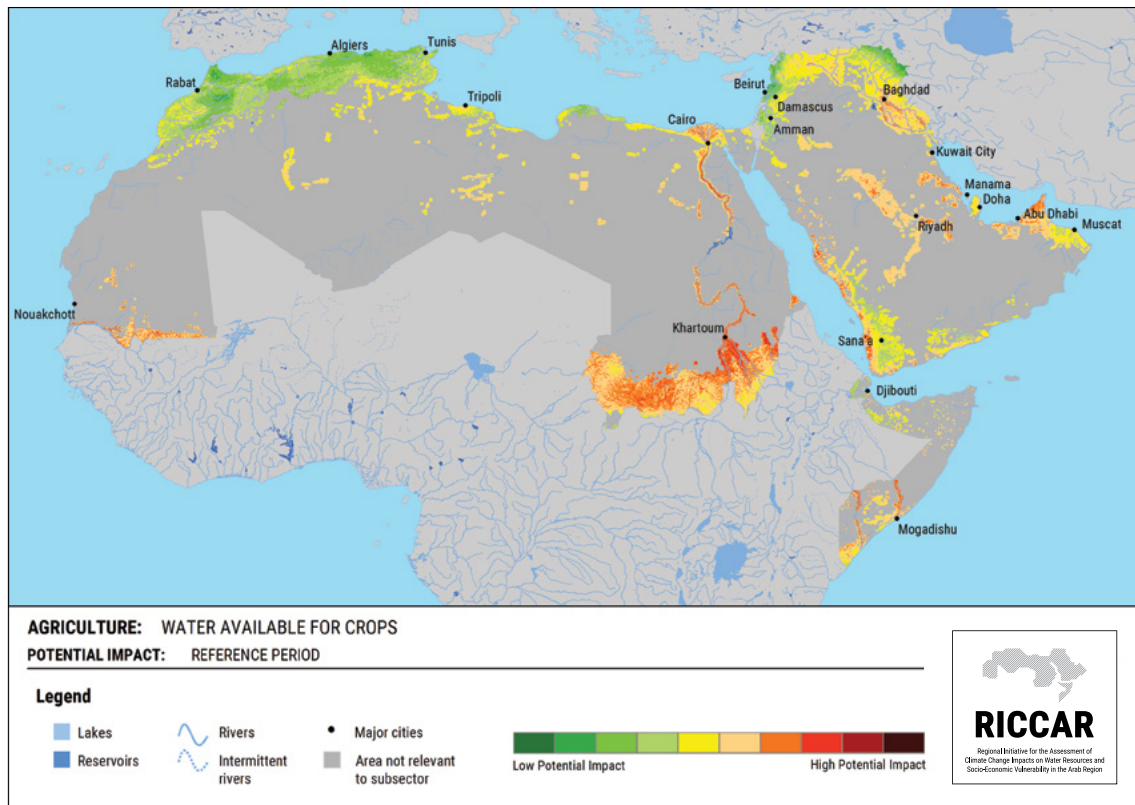 Algiers
Tunis
Rabat
Tripoli
Beirut
Damascus
Baghdad
Cairo
Amman
Kuwait City
Manama
Doha
Abu Dhabi
Muscat
Riyadh
Nouakchott
Khartoum
Sana'a
Djibouti
Mogadishu
AGRICULTURE: WATER AVAILABLE FOR CROPS
POTENTIAL IMPACT: REFERENCE PERIOD
Legend
Lakes
Reservoirs
Rivers
Intermittent
rivers
Major cities
Area not relevant
to subsector
Low Potential Impact
High Potential Impact
RICCAR
Regional Initiative for the Assessment of
Climate Change Impacts on Water Resources and
Socio-Economic Vulnerability in the Arab Region